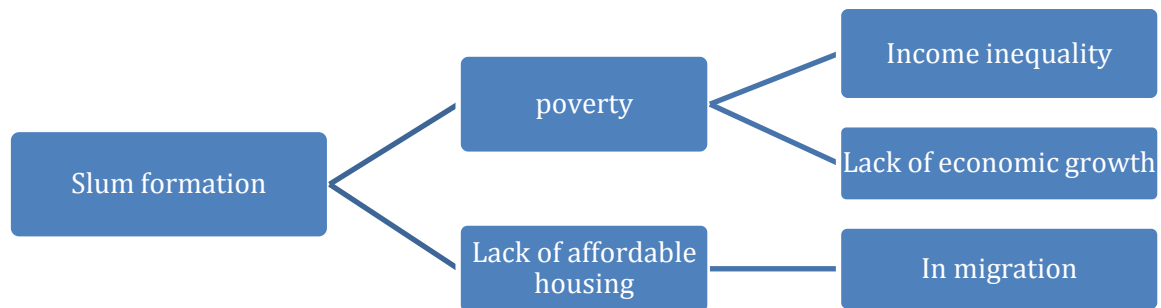 Slum formation
poverty
Lack of affordable
housing
Income inequality
Lack of economic growth
In migration